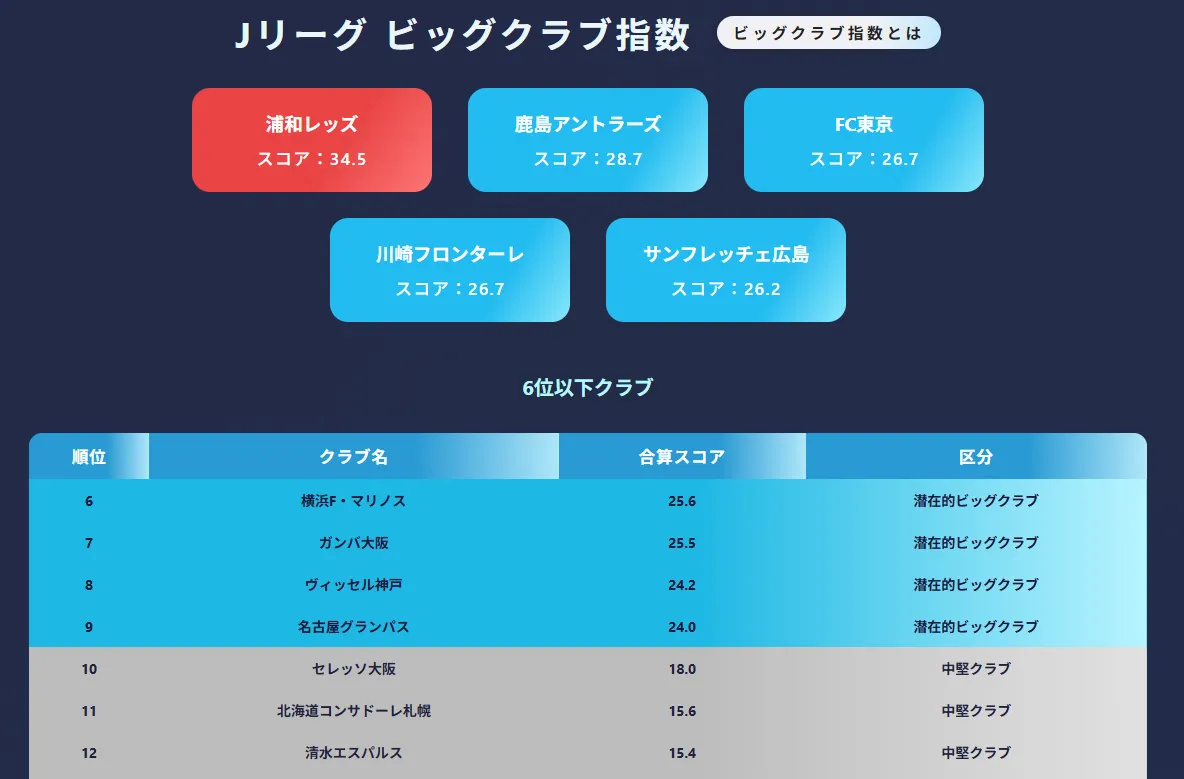 Jリーグ ビッグクラブ指数 ビッグクラブ指数とは
浦和レッズ
スコア：34.5
鹿島アントラーズ
スコア：28.7
FC東京
スコア：26.7
川崎フロンターレ
スコア：26.7
サンフレッチェ広島
スコア：26.2
6位以下クラブ
順位 クラブ名 合算スコア 区分
6 横浜F・マリノス 25.6 潜在的ビッグクラブ
7 ガンバ大阪 25.5 潜在的ビッグクラブ
8 ヴィッセル神戸 24.2 潜在的ビッグクラブ
9 名古屋グランパス 24.0 潜在的ビッグクラブ
10 セレッソ大阪 18.0 中堅クラブ
11 北海道コンサドーレ札幌 15.6 中堅クラブ
12 清水エスパルス 15.4 中堅クラブ